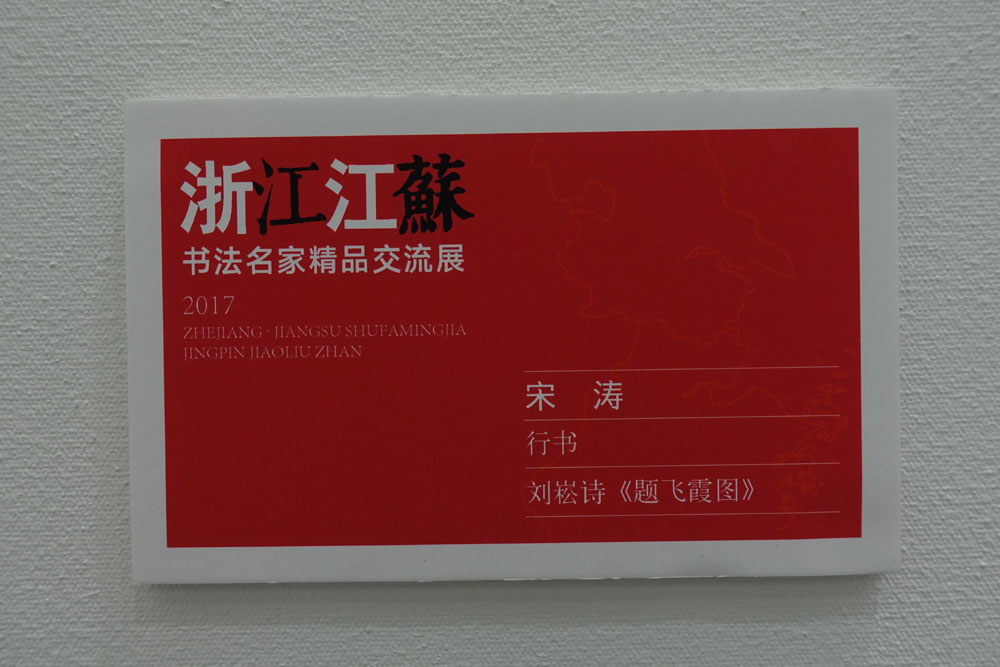 浙江江蘇
书法名家精品交流展
2017
ZHEJIANG · JIANGSU SHUFAMINGJIA
JINGPIN JIAOLIU ZHAN
宋 涛
行书
刘崧诗《题飞霞图》